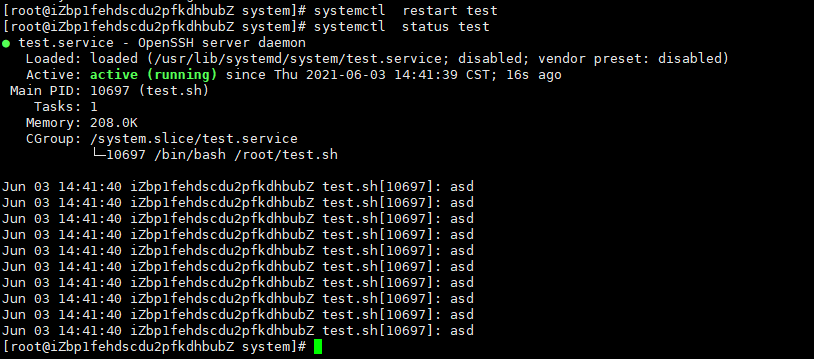 [root@iZbp1fehdscdu2pfkdhbubZ system]# systemctl  restart test
[root@iZbp1fehdscdu2pfkdhbubZ system]# systemctl  status test
● test.service - OpenSSH server daemon
   Loaded: loaded (/usr/lib/systemd/system/test.service; disabled; vendor preset: disabled)
   Active: active (running) since Thu 2021-06-03 14:41:39 CST; 16s ago
 Main PID: 10697 (test.sh)
    Tasks: 1
   Memory: 208.0K
   CGroup: /system.slice/test.service
           └─10697 /bin/bash /root/test.sh

Jun 03 14:41:40 iZbp1fehdscdu2pfkdhbubZ test.sh[10697]: asd
Jun 03 14:41:40 iZbp1fehdscdu2pfkdhbubZ test.sh[10697]: asd
Jun 03 14:41:40 iZbp1fehdscdu2pfkdhbubZ test.sh[10697]: asd
Jun 03 14:41:40 iZbp1fehdscdu2pfkdhbubZ test.sh[10697]: asd
Jun 03 14:41:40 iZbp1fehdscdu2pfkdhbubZ test.sh[10697]: asd
Jun 03 14:41:40 iZbp1fehdscdu2pfkdhbubZ test.sh[10697]: asd
Jun 03 14:41:40 iZbp1fehdscdu2pfkdhbubZ test.sh[10697]: asd
Jun 03 14:41:40 iZbp1fehdscdu2pfkdhbubZ test.sh[10697]: asd
Jun 03 14:41:40 iZbp1fehdscdu2pfkdhbubZ test.sh[10697]: asd
Jun 03 14:41:40 iZbp1fehdscdu2pfkdhbubZ test.sh[10697]: asd
[root@iZbp1fehdscdu2pfkdhbubZ system]#